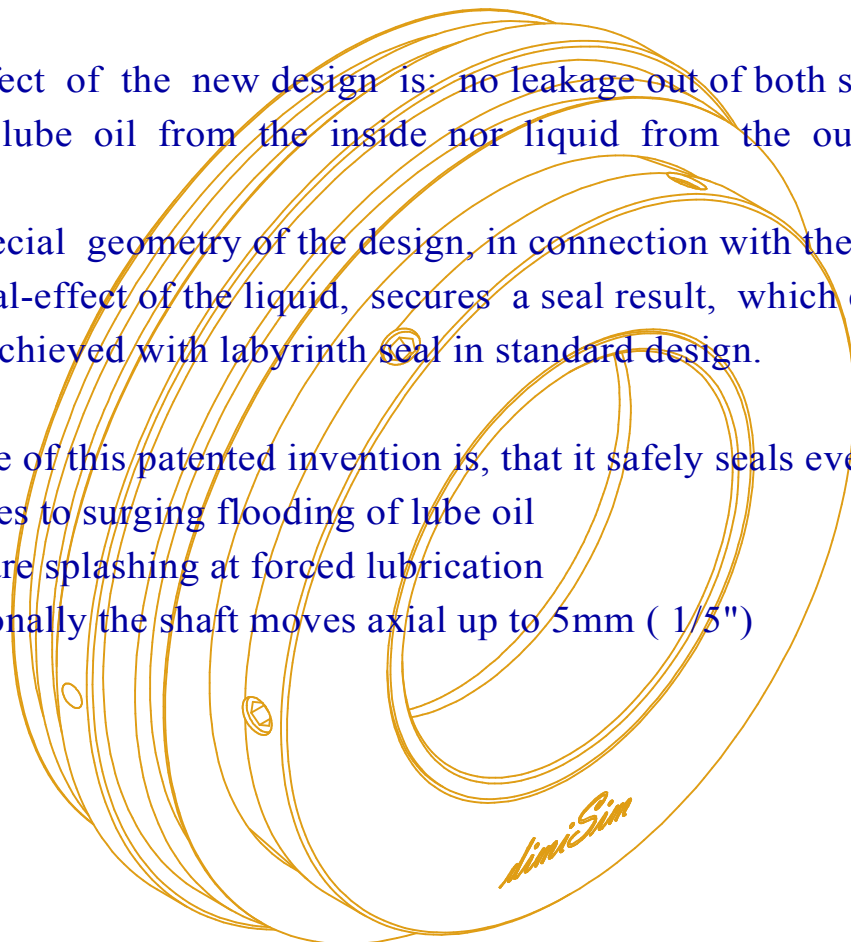 fect of the new design is: no leakage out of both s
lube oil from the inside nor liquid from the ou
ecial geometry of the design, in connection with the
al-effect of the liquid, secures a seal result, which
chieved with labyrinth seal in standard design.
e of this patented invention is, that it safely seals eve
es to surging flooding of lube oil
re splashing at forced lubrication
onally the shaft moves axial up to 5mm ( 1/5")
dimiSim